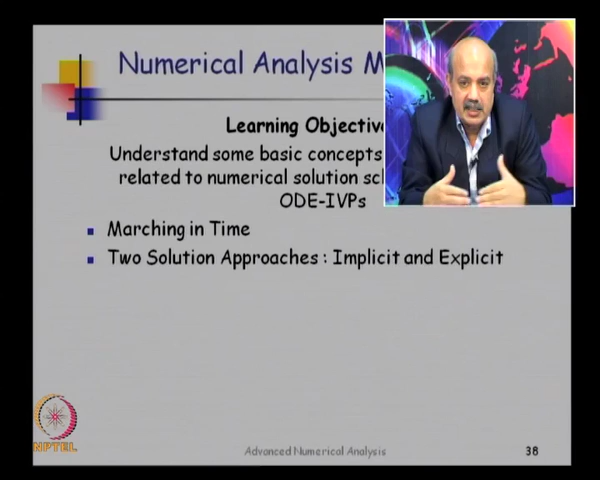 Numerical Analysis M
Learning Objectiv
Understand some basic concepts
related to numerical solution sc
ODE-IVPs
Marching in Time
Two Solution Approaches : Implicit and Explicit
NPTEL
Advanced Numerical Analysis
38